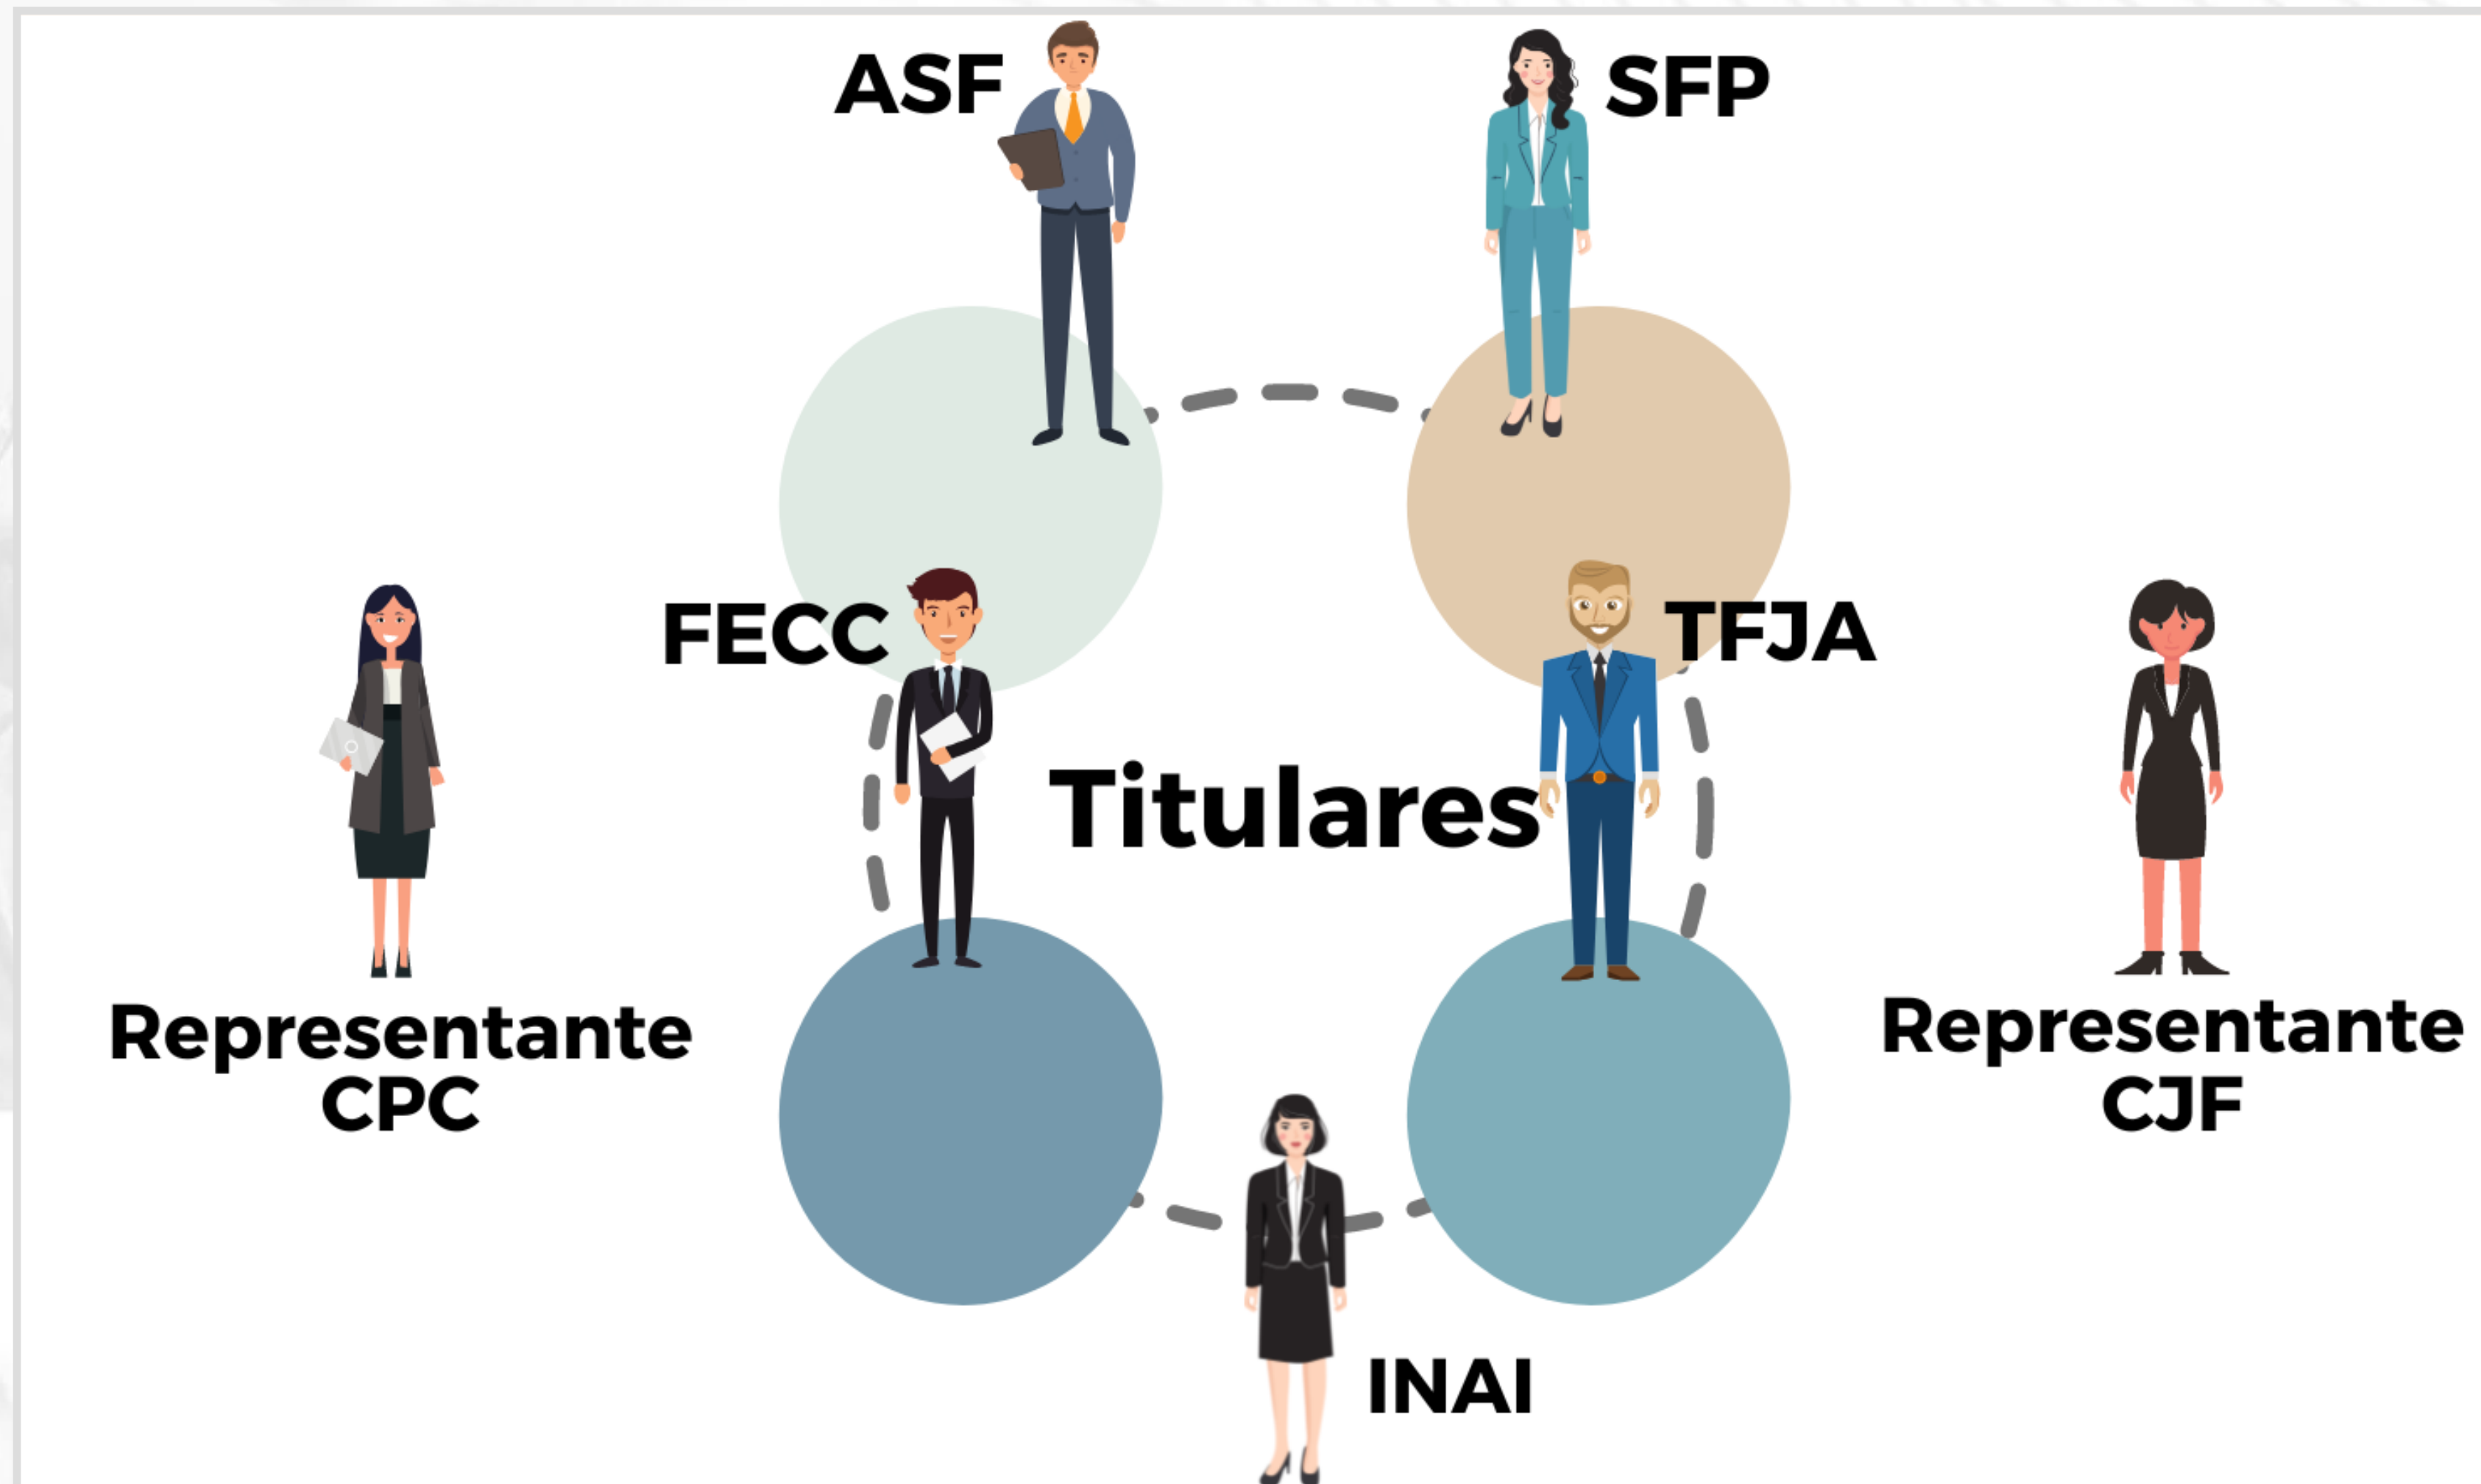 ASF
SFP
FECC
TFJA
Titulares
Representante
CPC
Representante
CJF
INAI